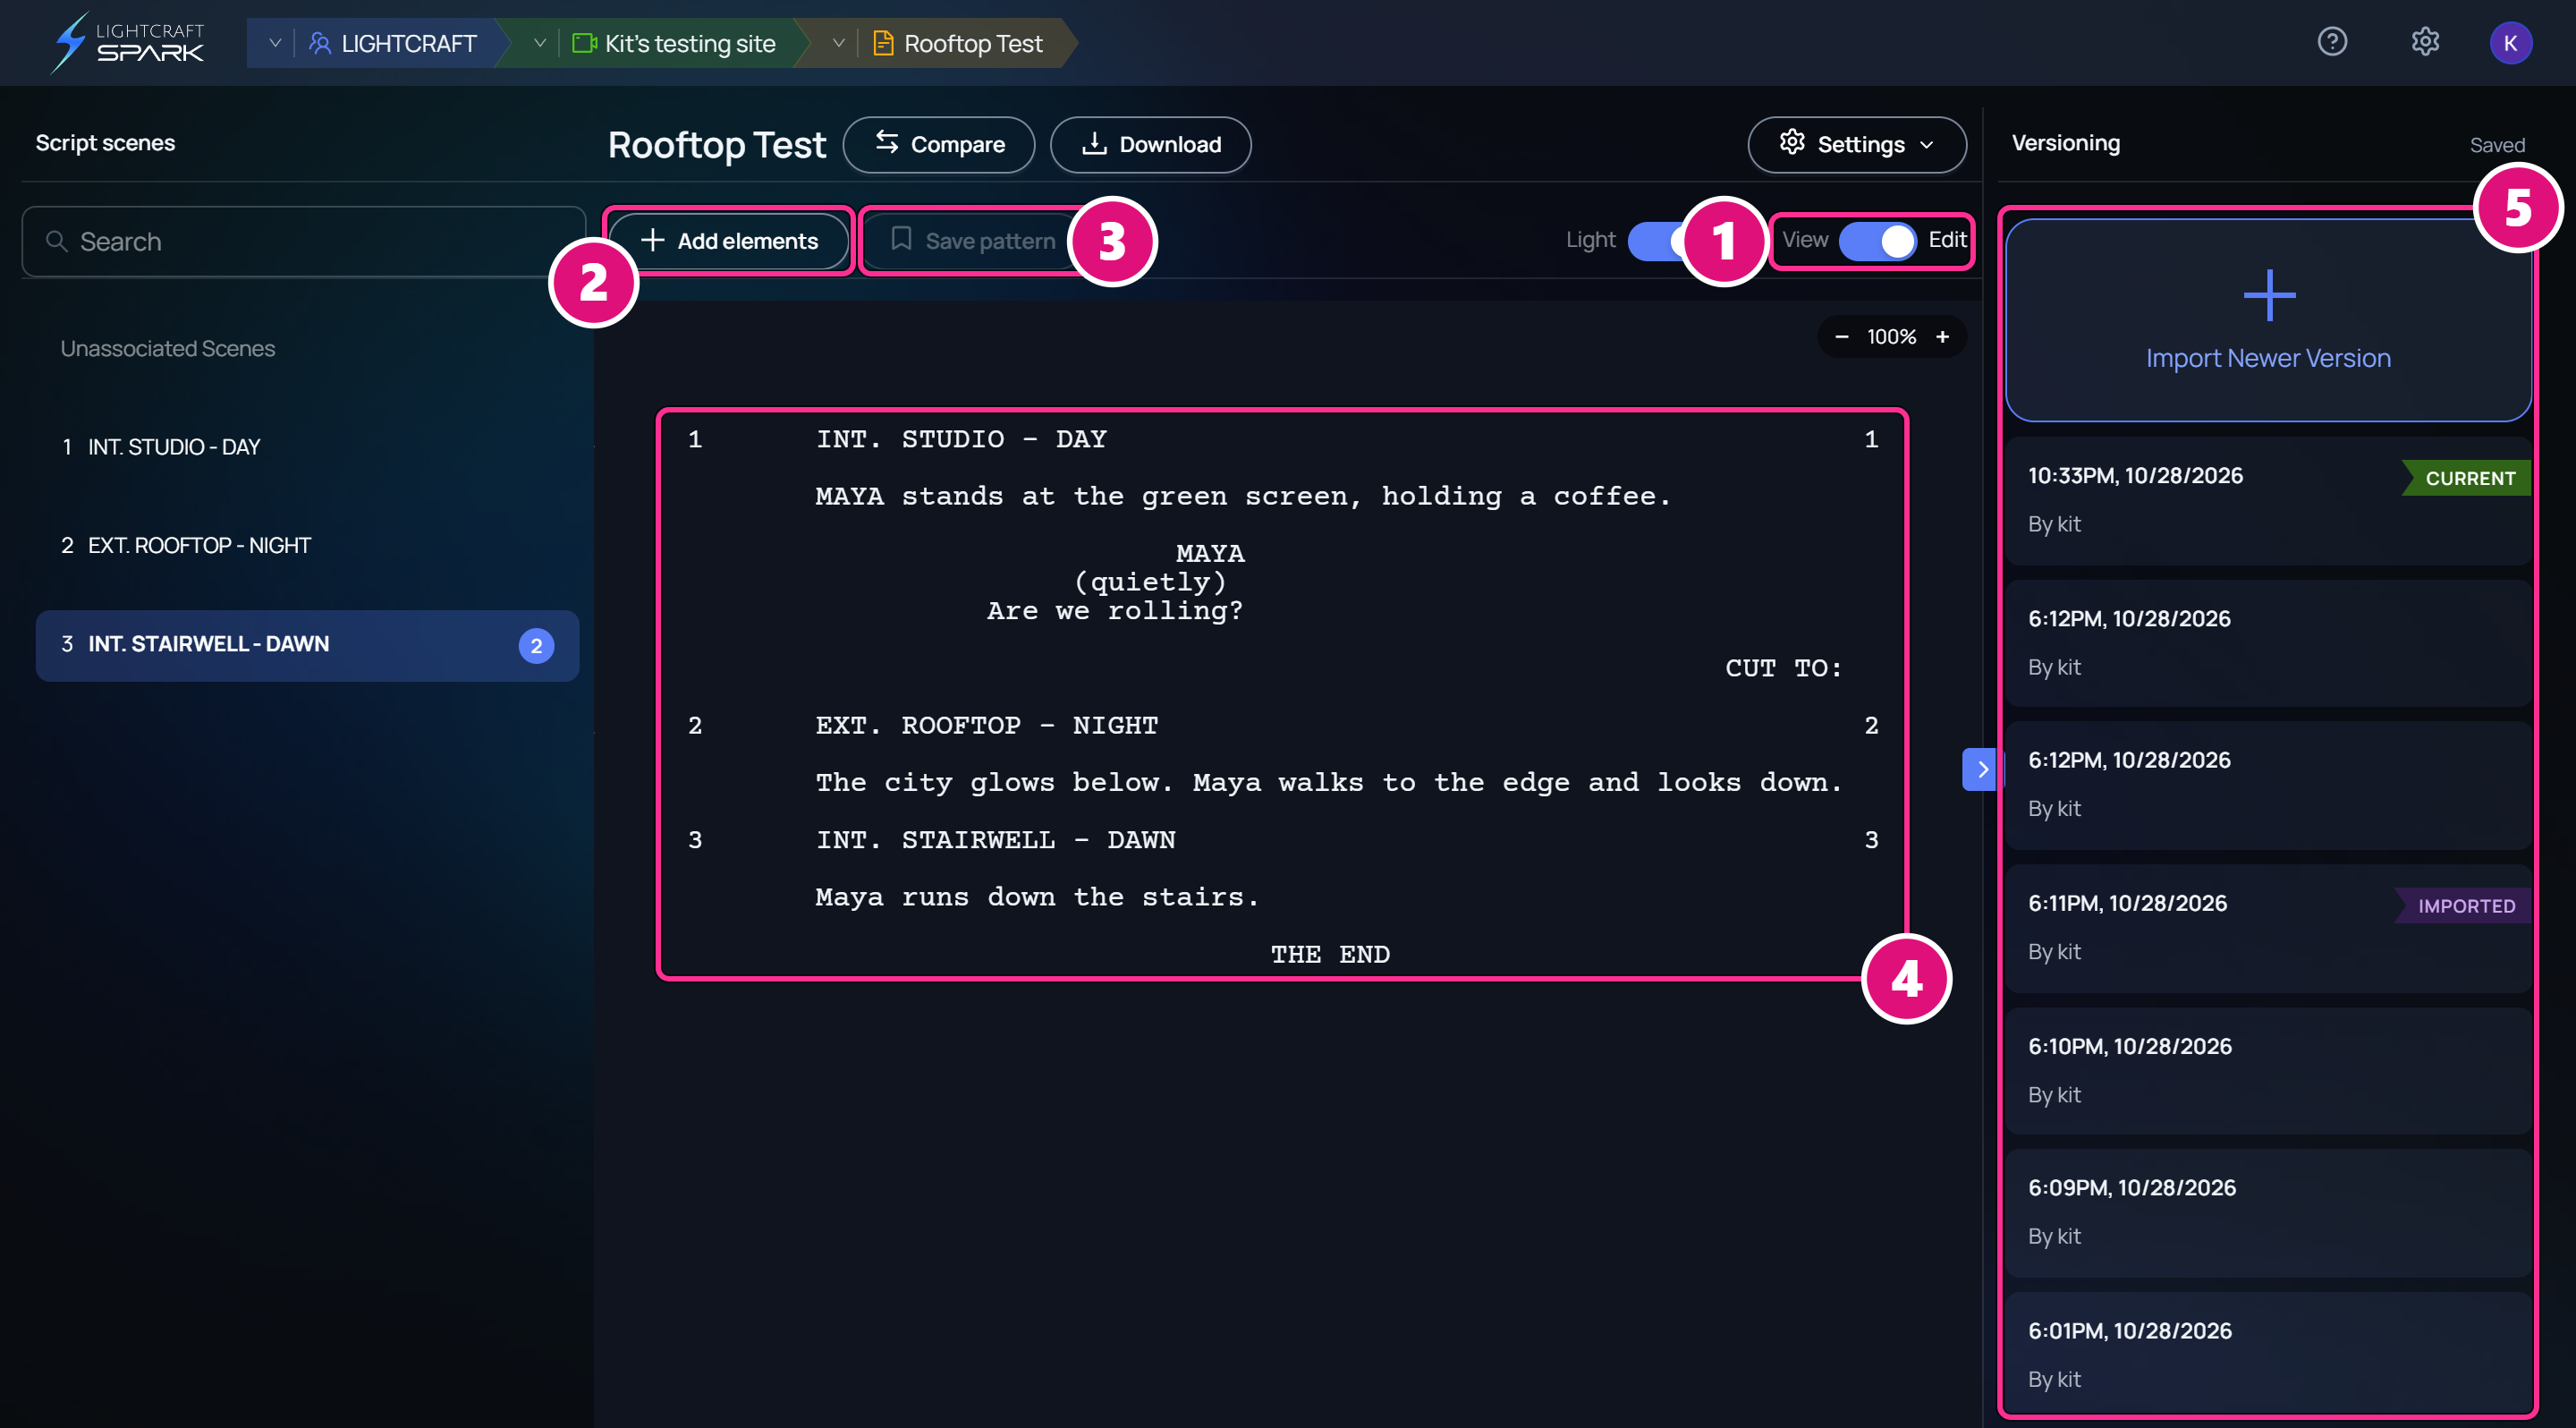 LIGHTCRAFT
SPARK
LIGHTCRAFT
Kit's testing site
Rooftop Test
K
Script scenes
Rooftop Test
Compare
Download
Settings
Versioning
Saved
Search
Add elements
Save pattern
Light
View
Edit
1
2
3
4
5
100%
Unassociated Scenes
1 INT. STUDIO - DAY
2 EXT. ROOFTOP - NIGHT
3 INT. STAIRWELL - DAWN 2
1 INT. STUDIO - DAY 1
MAYA stands at the green screen, holding a coffee.
MAYA
(quietly)
Are we rolling?
CUT TO:
2 EXT. ROOFTOP - NIGHT 2
The city glows below. Maya walks to the edge and looks down.
3 INT. STAIRWELL - DAWN 3
Maya runs down the stairs.
THE END
Import Newer Version
10:33PM, 10/28/2026
CURRENT
By kit
6:12PM, 10/28/2026
By kit
6:12PM, 10/28/2026
By kit
6:11PM, 10/28/2026
IMPORTED
By kit
6:10PM, 10/28/2026
By kit
6:09PM, 10/28/2026
By kit
6:01PM, 10/28/2026
By kit